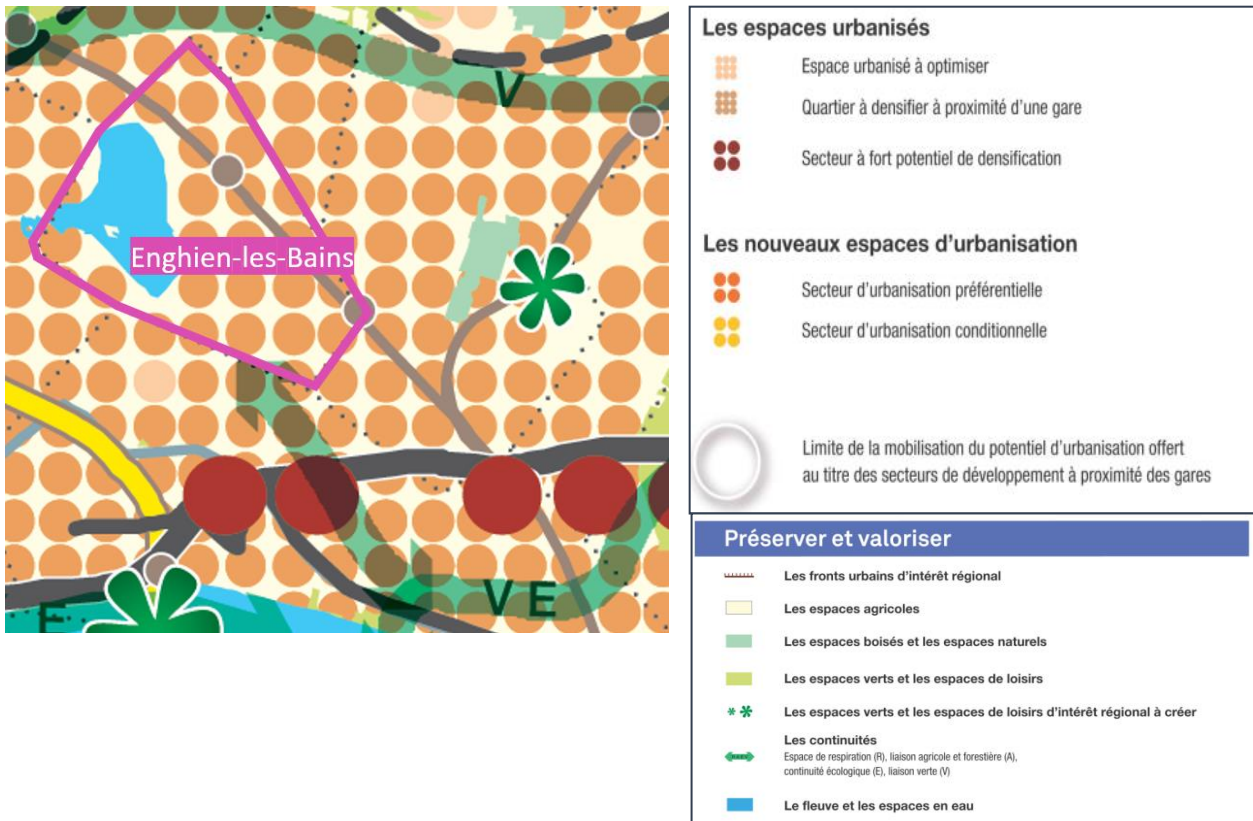 V
Enghien-les-Bains
V E
E
Les espaces urbanisés
Espace urbanisé à optimiser
Quartier à densifier à proximité d'une gare
Secteur à fort potentiel de densification
Les nouveaux espaces d'urbanisation
Secteur d'urbanisation préférentielle
Secteur d'urbanisation conditionnelle
Limite de la mobilisation du potentiel d'urbanisation offert
au titre des secteurs de développement à proximité des gares
Préserver et valoriser
Les fronts urbains d'intérêt régional
Les espaces agricoles
Les espaces boisés et les espaces naturels
Les espaces verts et les espaces de loisirs
Les espaces verts et les espaces de loisirs d'intérêt régional à créer
Les continuités
Espace de respiration (R), liaison agricole et forestière (A),
continuité écologique (E), liaison verte (V)
Le fleuve et les espaces en eau